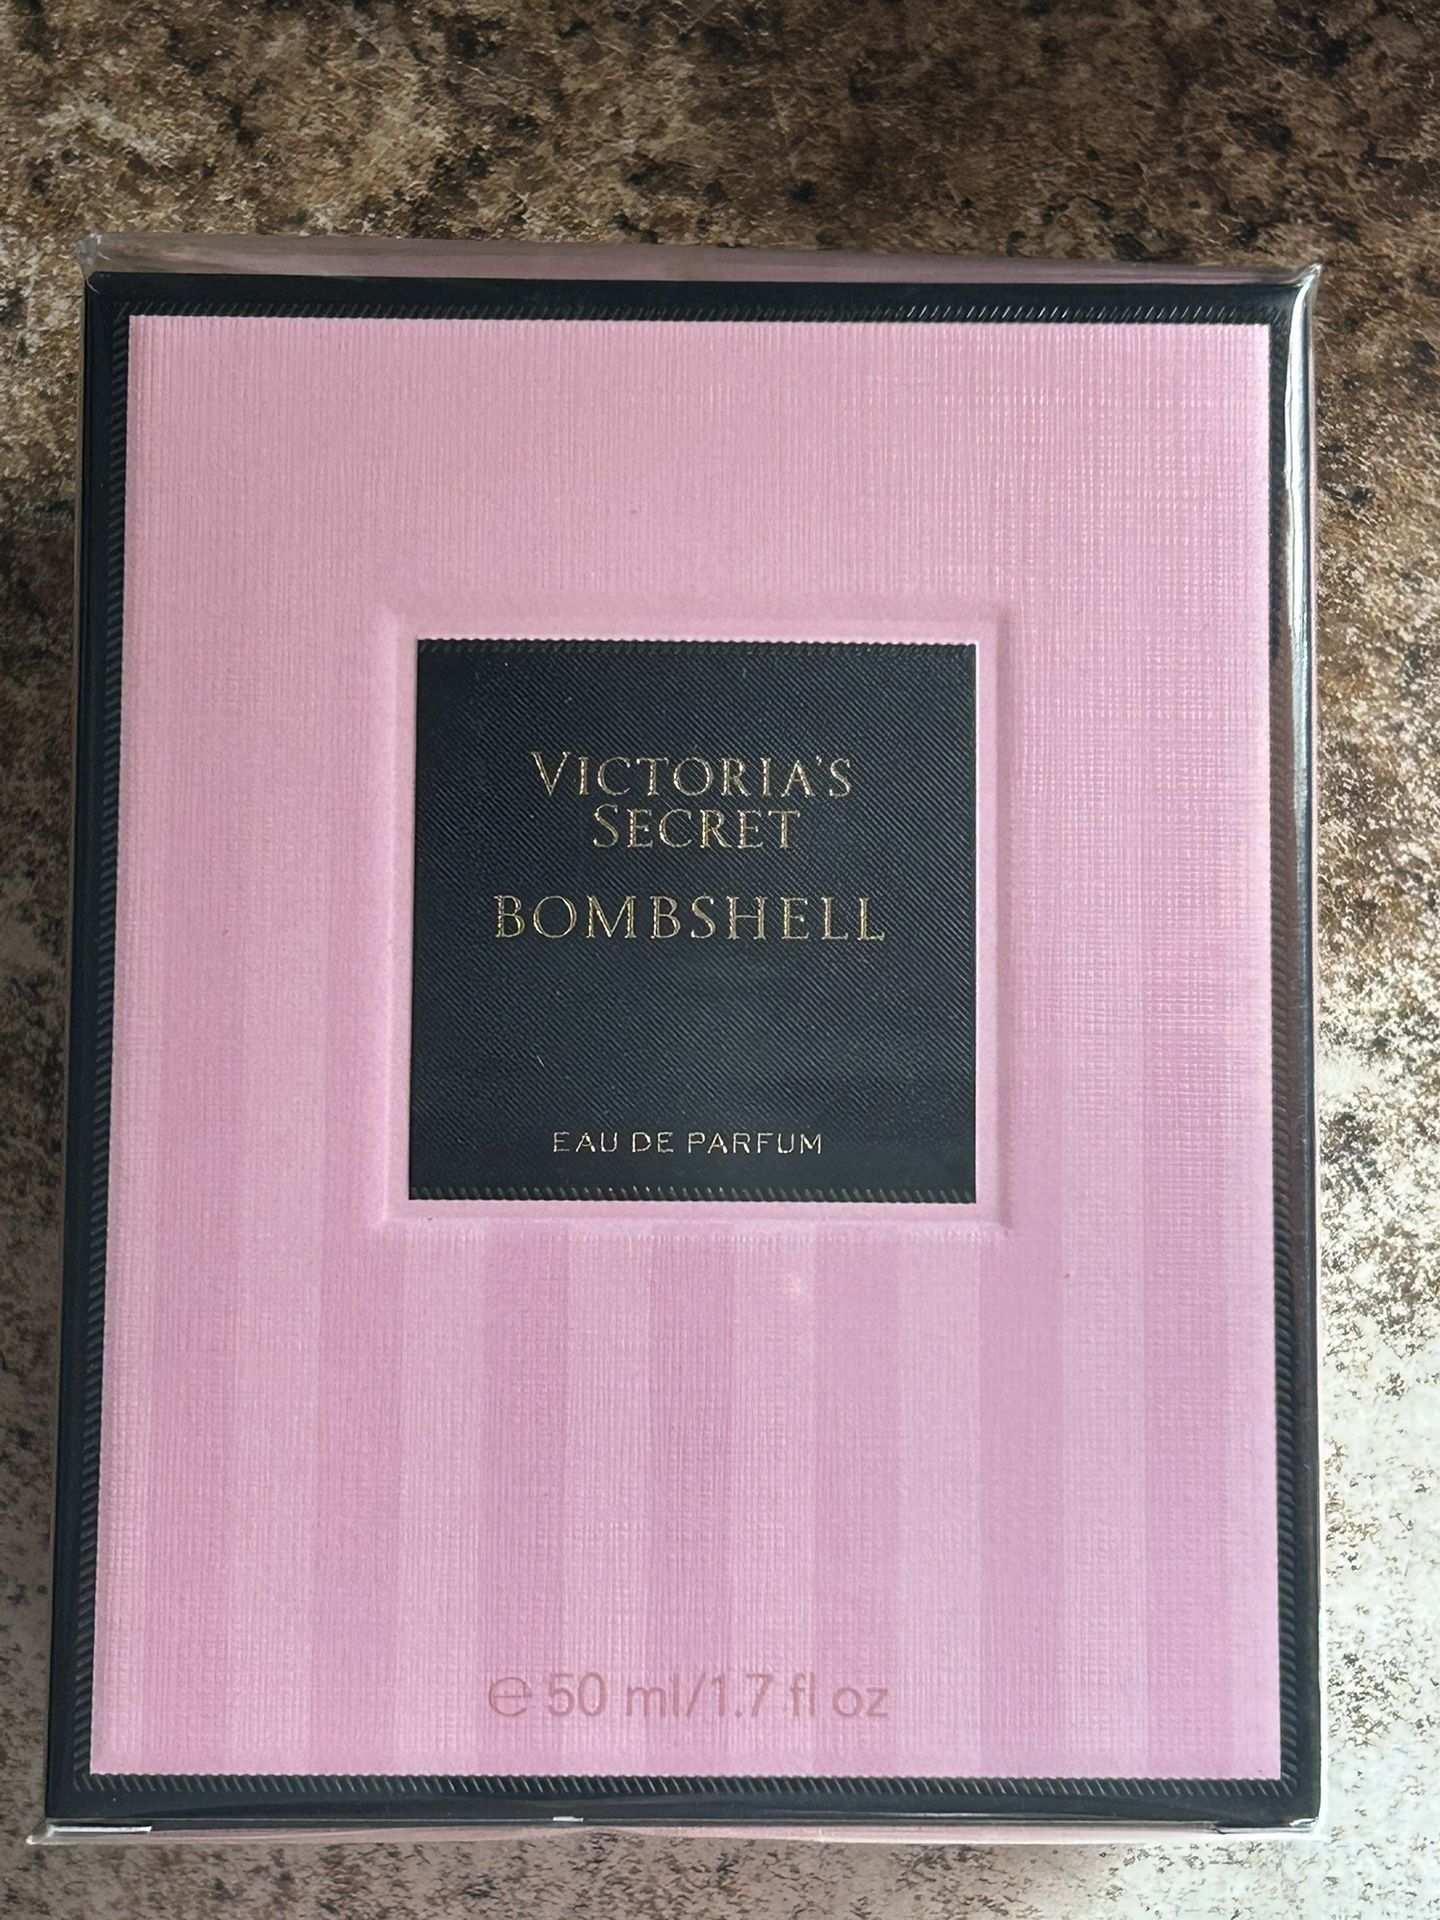 VICTORIA'S
SECRET
BOMBSHELL
EAU DE PARFUM
℮ 50 ml/1.7 fl oz